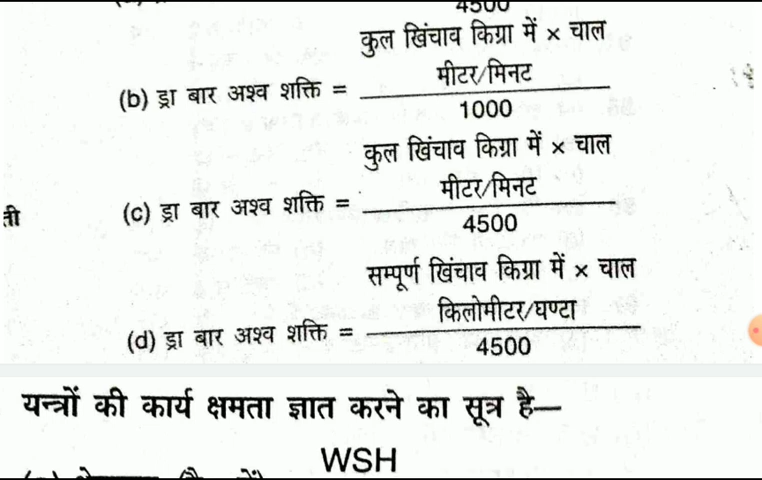 4500
कुल खिंचाव किग्रा में × चाल
मीटर/मिनट
(b) ड्रा बार अश्व शक्ति =
1000
कुल खिंचाव किग्रा में × चाल
मीटर/मिनट
ती
(c) ड्रा बार अश्व शक्ति =
4500
सम्पूर्ण खिंचाव किग्रा में × चाल
किलोमीटर/घण्टा
(d) ड्रा बार अश्व शक्ति =
4500
यन्त्रों की कार्य क्षमता ज्ञात करने का सूत्र है—
WSH